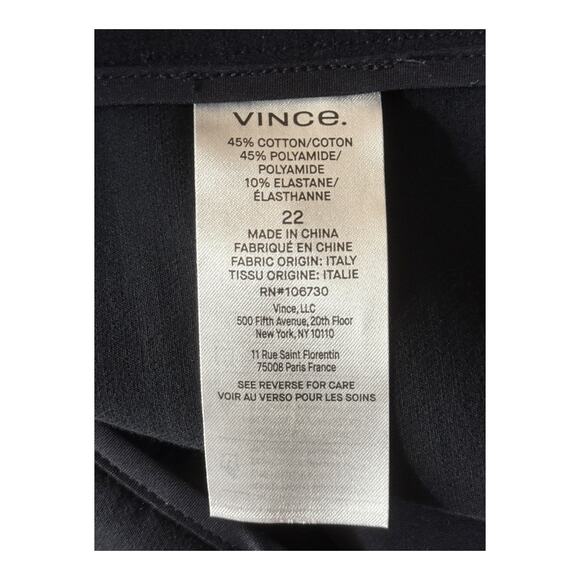 VINCE.
45% COTTON/COTON
45% POLYAMIDE/
POLYAMIDE
10% ELASTANE/
ÉLASTHANNE
22
MADE IN CHINA
FABRIQUÉ EN CHINE
FABRIC ORIGIN: ITALY
TISSU ORIGINE: ITALIE
RN#106730
Vince, LLC
500 Fifth Avenue, 20th Floor
New York, NY 10110
11 Rue Saint Florentin
75008 Paris France
SEE REVERSE FOR CARE
VOIR AU VERSO POUR LES SOINS